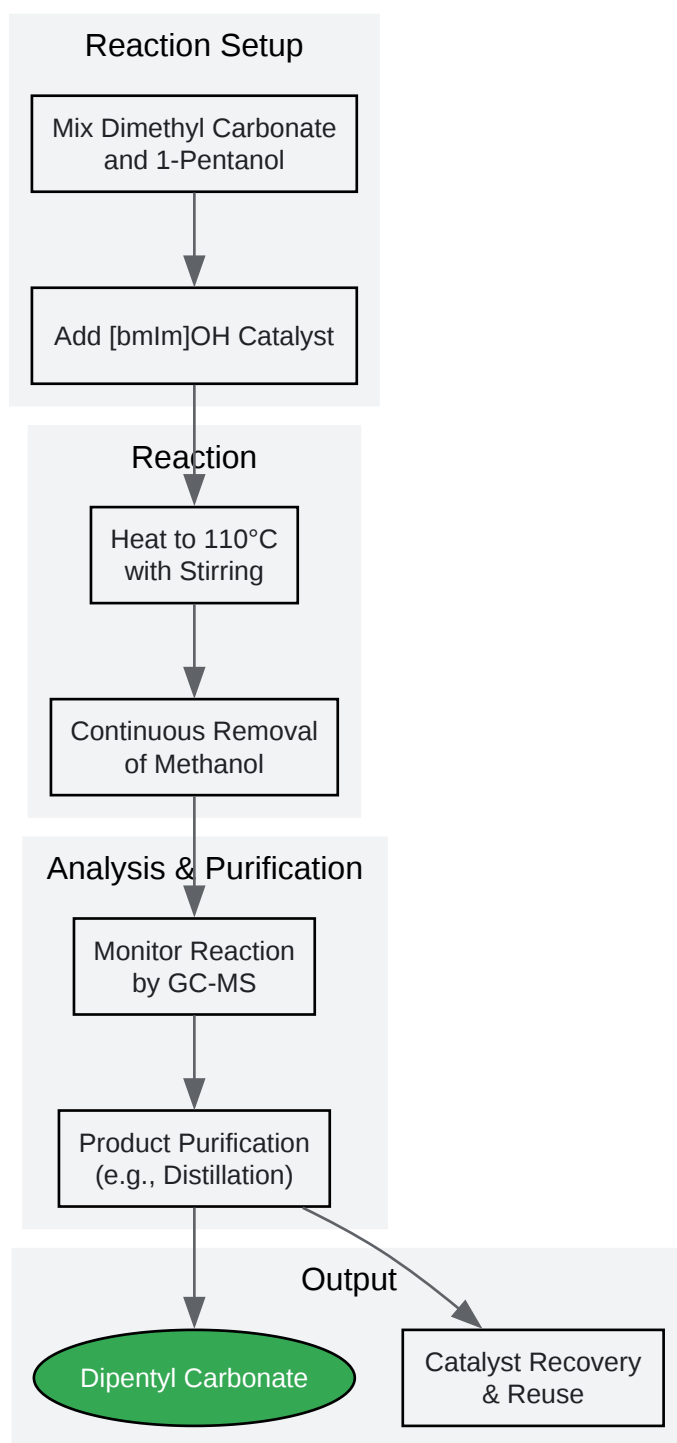 Reaction Setup
Mix Dimethyl Carbonate
and 1-Pentanol
Add [bmIm]OH Catalyst
Reaction
Heat to 110°C
with Stirring
Continuous Removal
of Methanol
Analysis & Purification
Monitor Reaction
by GC-MS
Product Purification
(e.g., Distillation)
Output
Dipentyl Carbonate
Catalyst Recovery
& Reuse